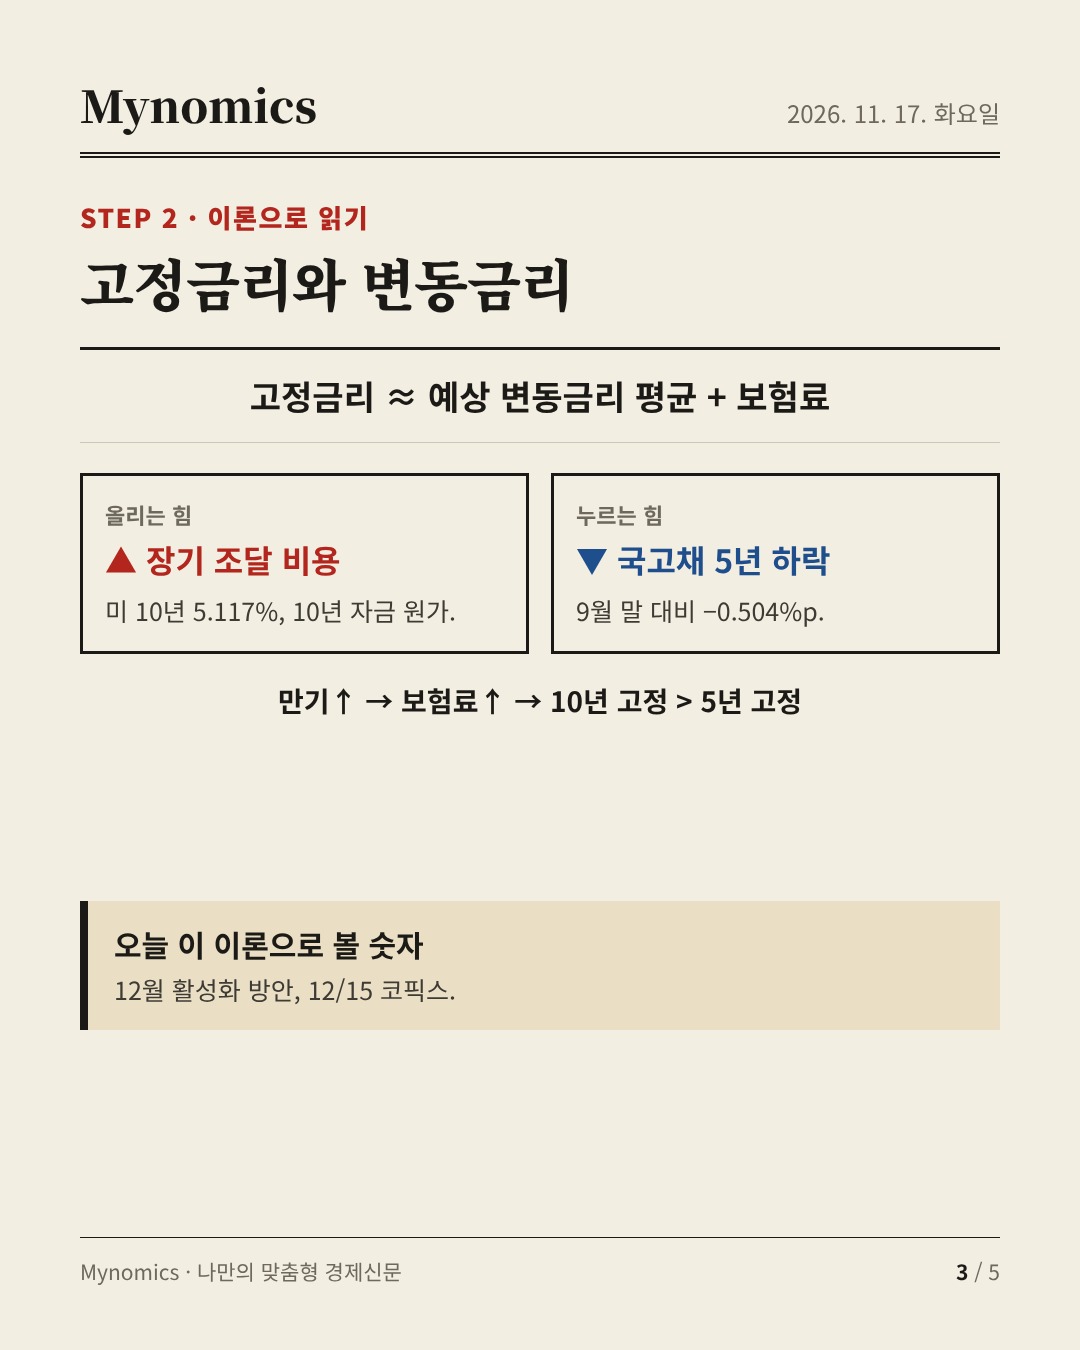 Mynomics
2026. 11. 17. 화요일
STEP 2 · 이론으로 읽기
고정금리와 변동금리
고정금리 ≈ 예상 변동금리 평균 + 보험료
올리는 힘
▲ 장기 조달 비용
미 10년 5.117%, 10년 자금 원가.
누르는 힘
▼ 국고채 5년 하락
9월 말 대비 −0.504%p.
만기↑ → 보험료↑ → 10년 고정 > 5년 고정
오늘 이 이론으로 볼 숫자
12월 활성화 방안, 12/15 코픽스.
Mynomics · 나만의 맞춤형 경제신문
3 / 5